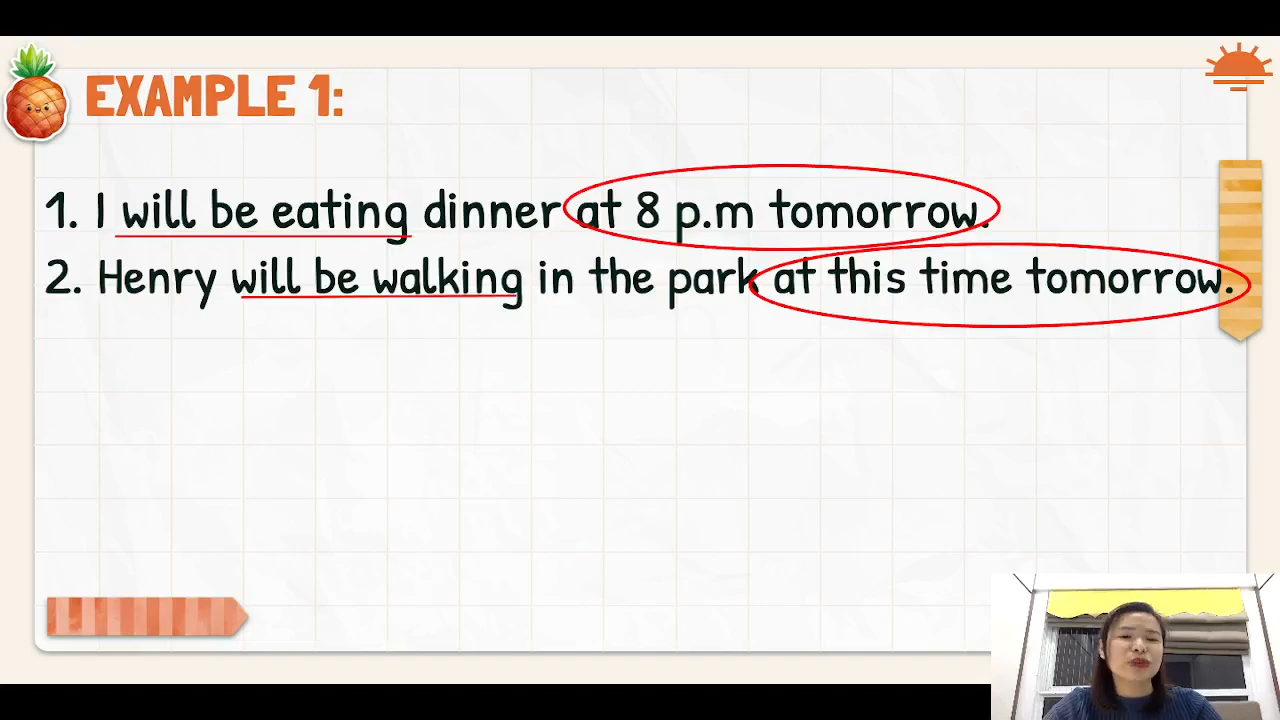 EXAMPLE 1:
1. I will be eating dinner at 8 p.m tomorrow.
2. Henry will be walking in the park at this time tomorrow.